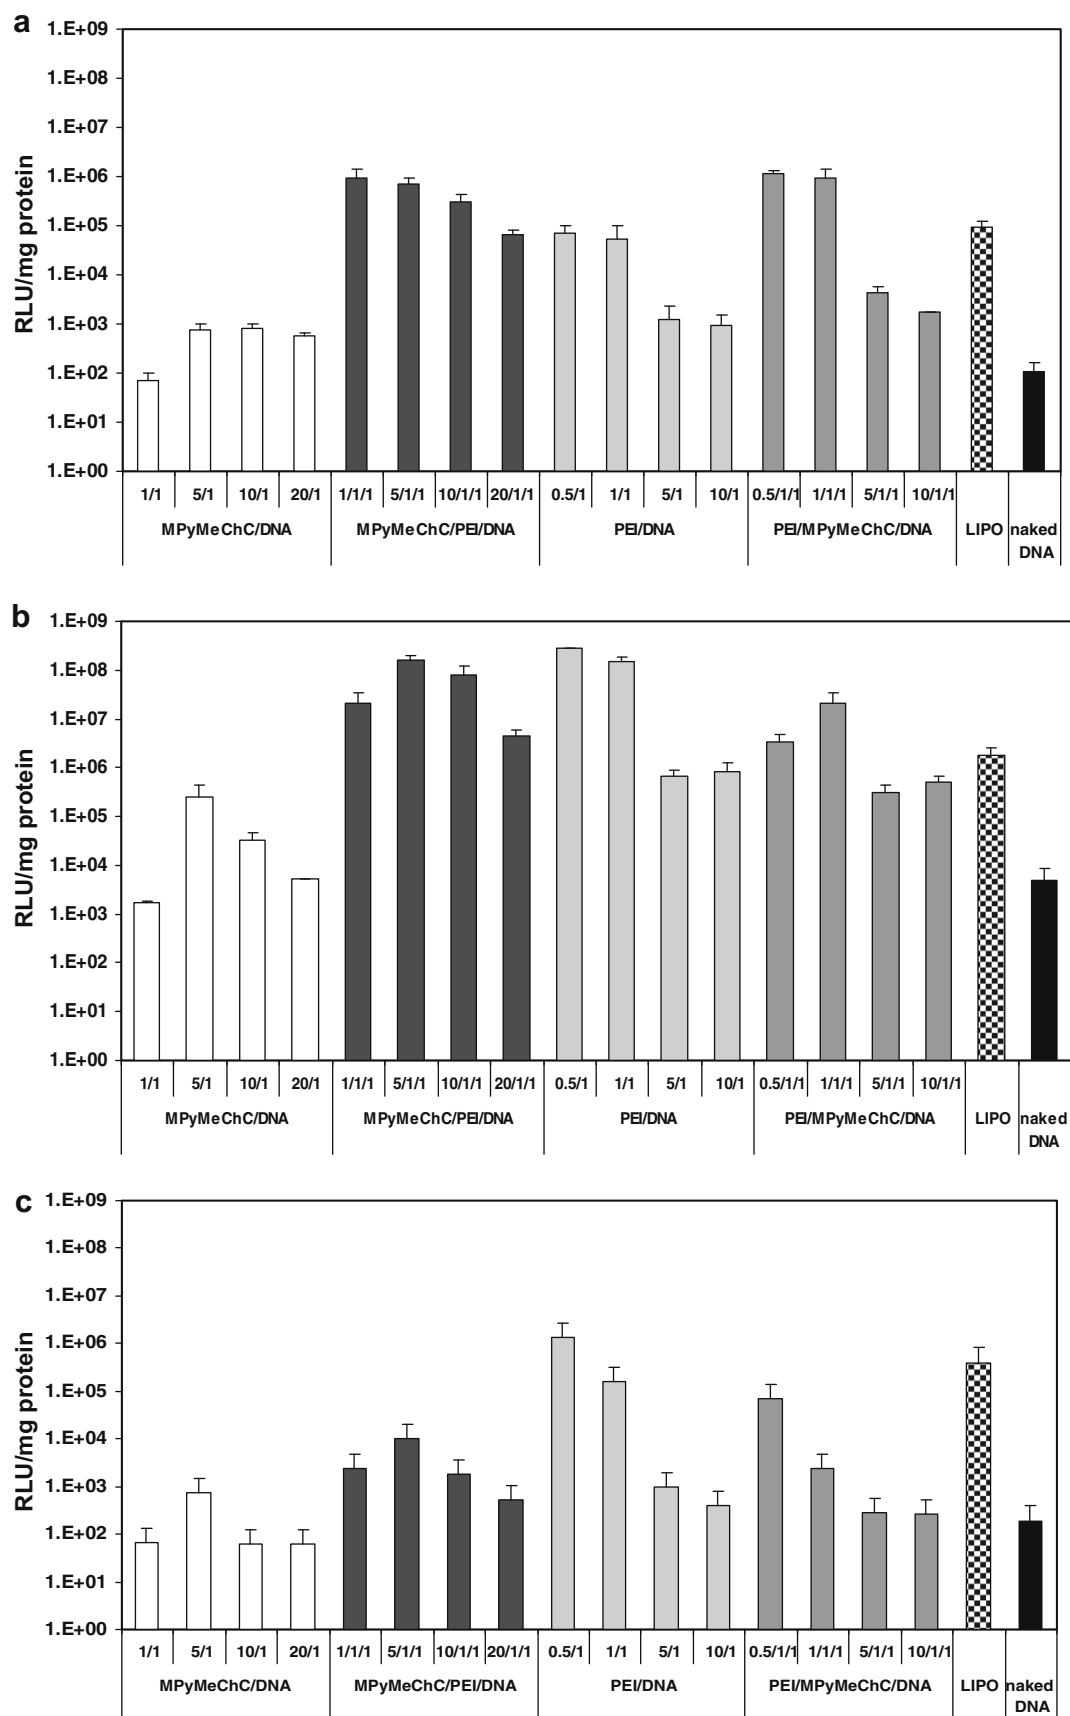 a
1.E+09
1.E+08
1.E+07
1.E+06
1.E+05
1.E+04
1.E+03
1.E+02
1.E+01
1.E+00
RLU/mg protein
1/1 5/1 10/1 20/1 1/1/1 5/1/1 10/1/1 20/1/1 0.5/1 1/1 5/1 10/1 0.5/1/1 1/1/1 5/1/1 10/1/1
MPyMeChC/DNA MPyMeChC/PEI/DNA PEI/DNA PEI/MPyMeChC/DNA LIPO naked
DNA
b
1.E+09
1.E+08
1.E+07
1.E+06
1.E+05
1.E+04
1.E+03
1.E+02
1.E+01
1.E+00
RLU/mg protein
1/1 5/1 10/1 20/1 1/1/1 5/1/1 10/1/1 20/1/1 0.5/1 1/1 5/1 10/1 0.5/1/1 1/1/1 5/1/1 10/1/1
MPyMeChC/DNA MPyMeChC/PEI/DNA PEI/DNA PEI/MPyMeChC/DNA LIPO naked
DNA
c
1.E+09
1.E+08
1.E+07
1.E+06
1.E+05
1.E+04
1.E+03
1.E+02
1.E+01
1.E+00
RLU/mg protein
1/1 5/1 10/1 20/1 1/1/1 5/1/1 10/1/1 20/1/1 0.5/1 1/1 5/1 10/1 0.5/1/1 1/1/1 5/1/1 10/1/1
MPyMeChC/DNA MPyMeChC/PEI/DNA PEI/DNA PEI/MPyMeChC/DNA LIPO naked
DNA